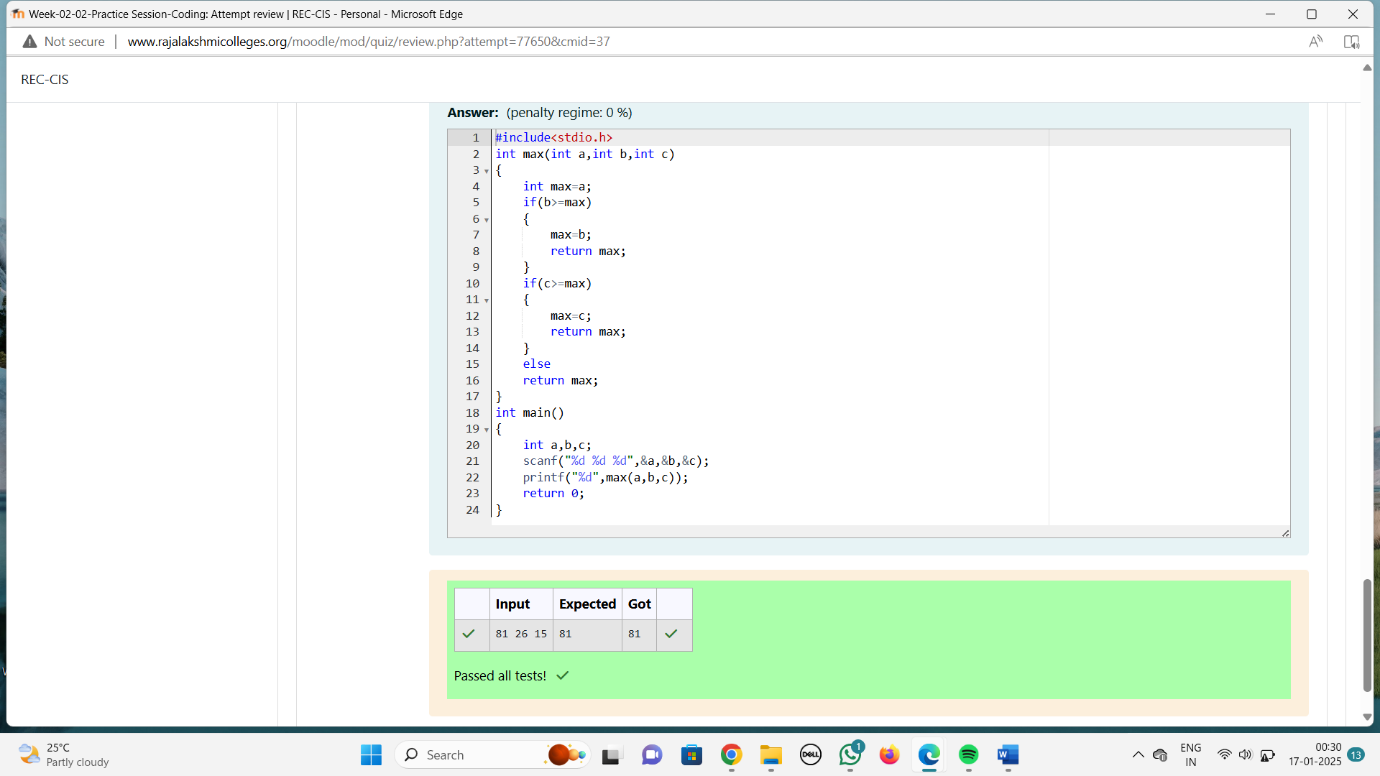 Week-02-02-Practice Session-Coding: Attempt review | REC-CIS - Personal - Microsoft Edge
Not secure | www.rajalakshmicolleges.org/moodle/mod/quiz/review.php?attempt=77650&cmid=37
REC-CIS
Answer: (penalty regime: 0 %)
1 #include<stdio.h>
2 int max(int a,int b,int c)
3 {
4     int max=a;
5     if(b>=max)
6     {
7         max=b;
8         return max;
9     }
10     if(c>=max)
11     {
12         max=c;
13         return max;
14     }
15     else
16     return max;
17 }
18 int main()
19 {
20     int a,b,c;
21     scanf("%d %d %d",&a,&b,&c);
22     printf("%d",max(a,b,c));
23     return 0;
24 }
Input Expected Got
81 26 15 81 81
Passed all tests!
25°C
Partly cloudy
Search
DELL
1
W
ENG
IN
00:30
17-01-2025
13